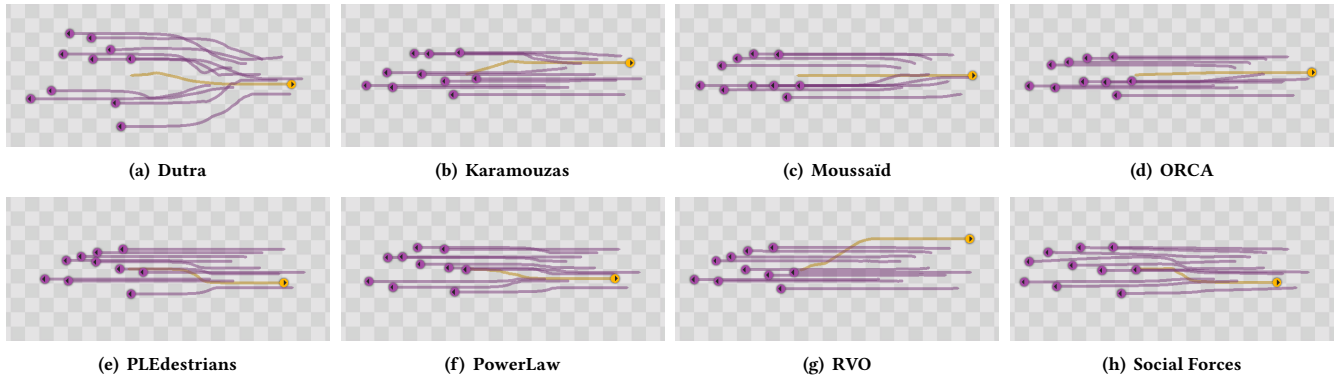 (a) Dutra
(b) Karamouzas
(c) Moussaïd
(d) ORCA
(e) PLEdestrians
(f) PowerLaw
(g) RVO
(h) Social Forces